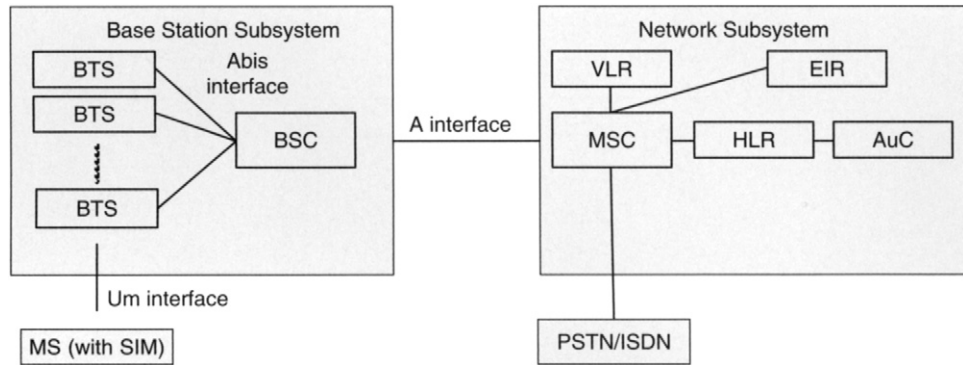 Base Station Subsystem
BTS
Abis
interface
BTS
BSC
BTS
Um interface
MS (with SIM)
A interface
Network Subsystem
VLR
EIR
MSC
HLR
AuC
PSTN/ISDN